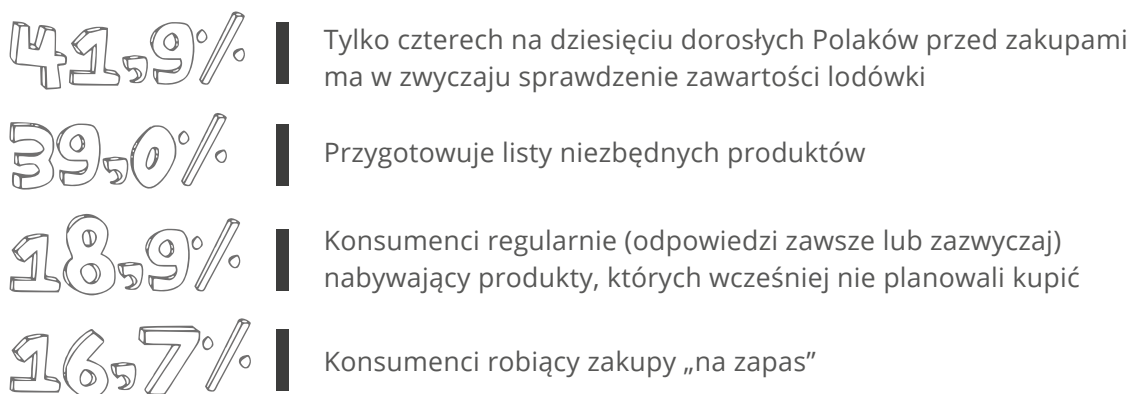 41,9%
Tylko czterech na dziesięciu dorosłych Polaków przed zakupami
ma w zwyczaju sprawdzenie zawartości lodówki
39,0%
Przygotowuje listy niezbędnych produktów
18,9%
Konsumenci regularnie (odpowiedzi zawsze lub zazwyczaj)
nabywający produkty, których wcześniej nie planowali kupić
16,7%
Konsumenci robiący zakupy „na zapas”